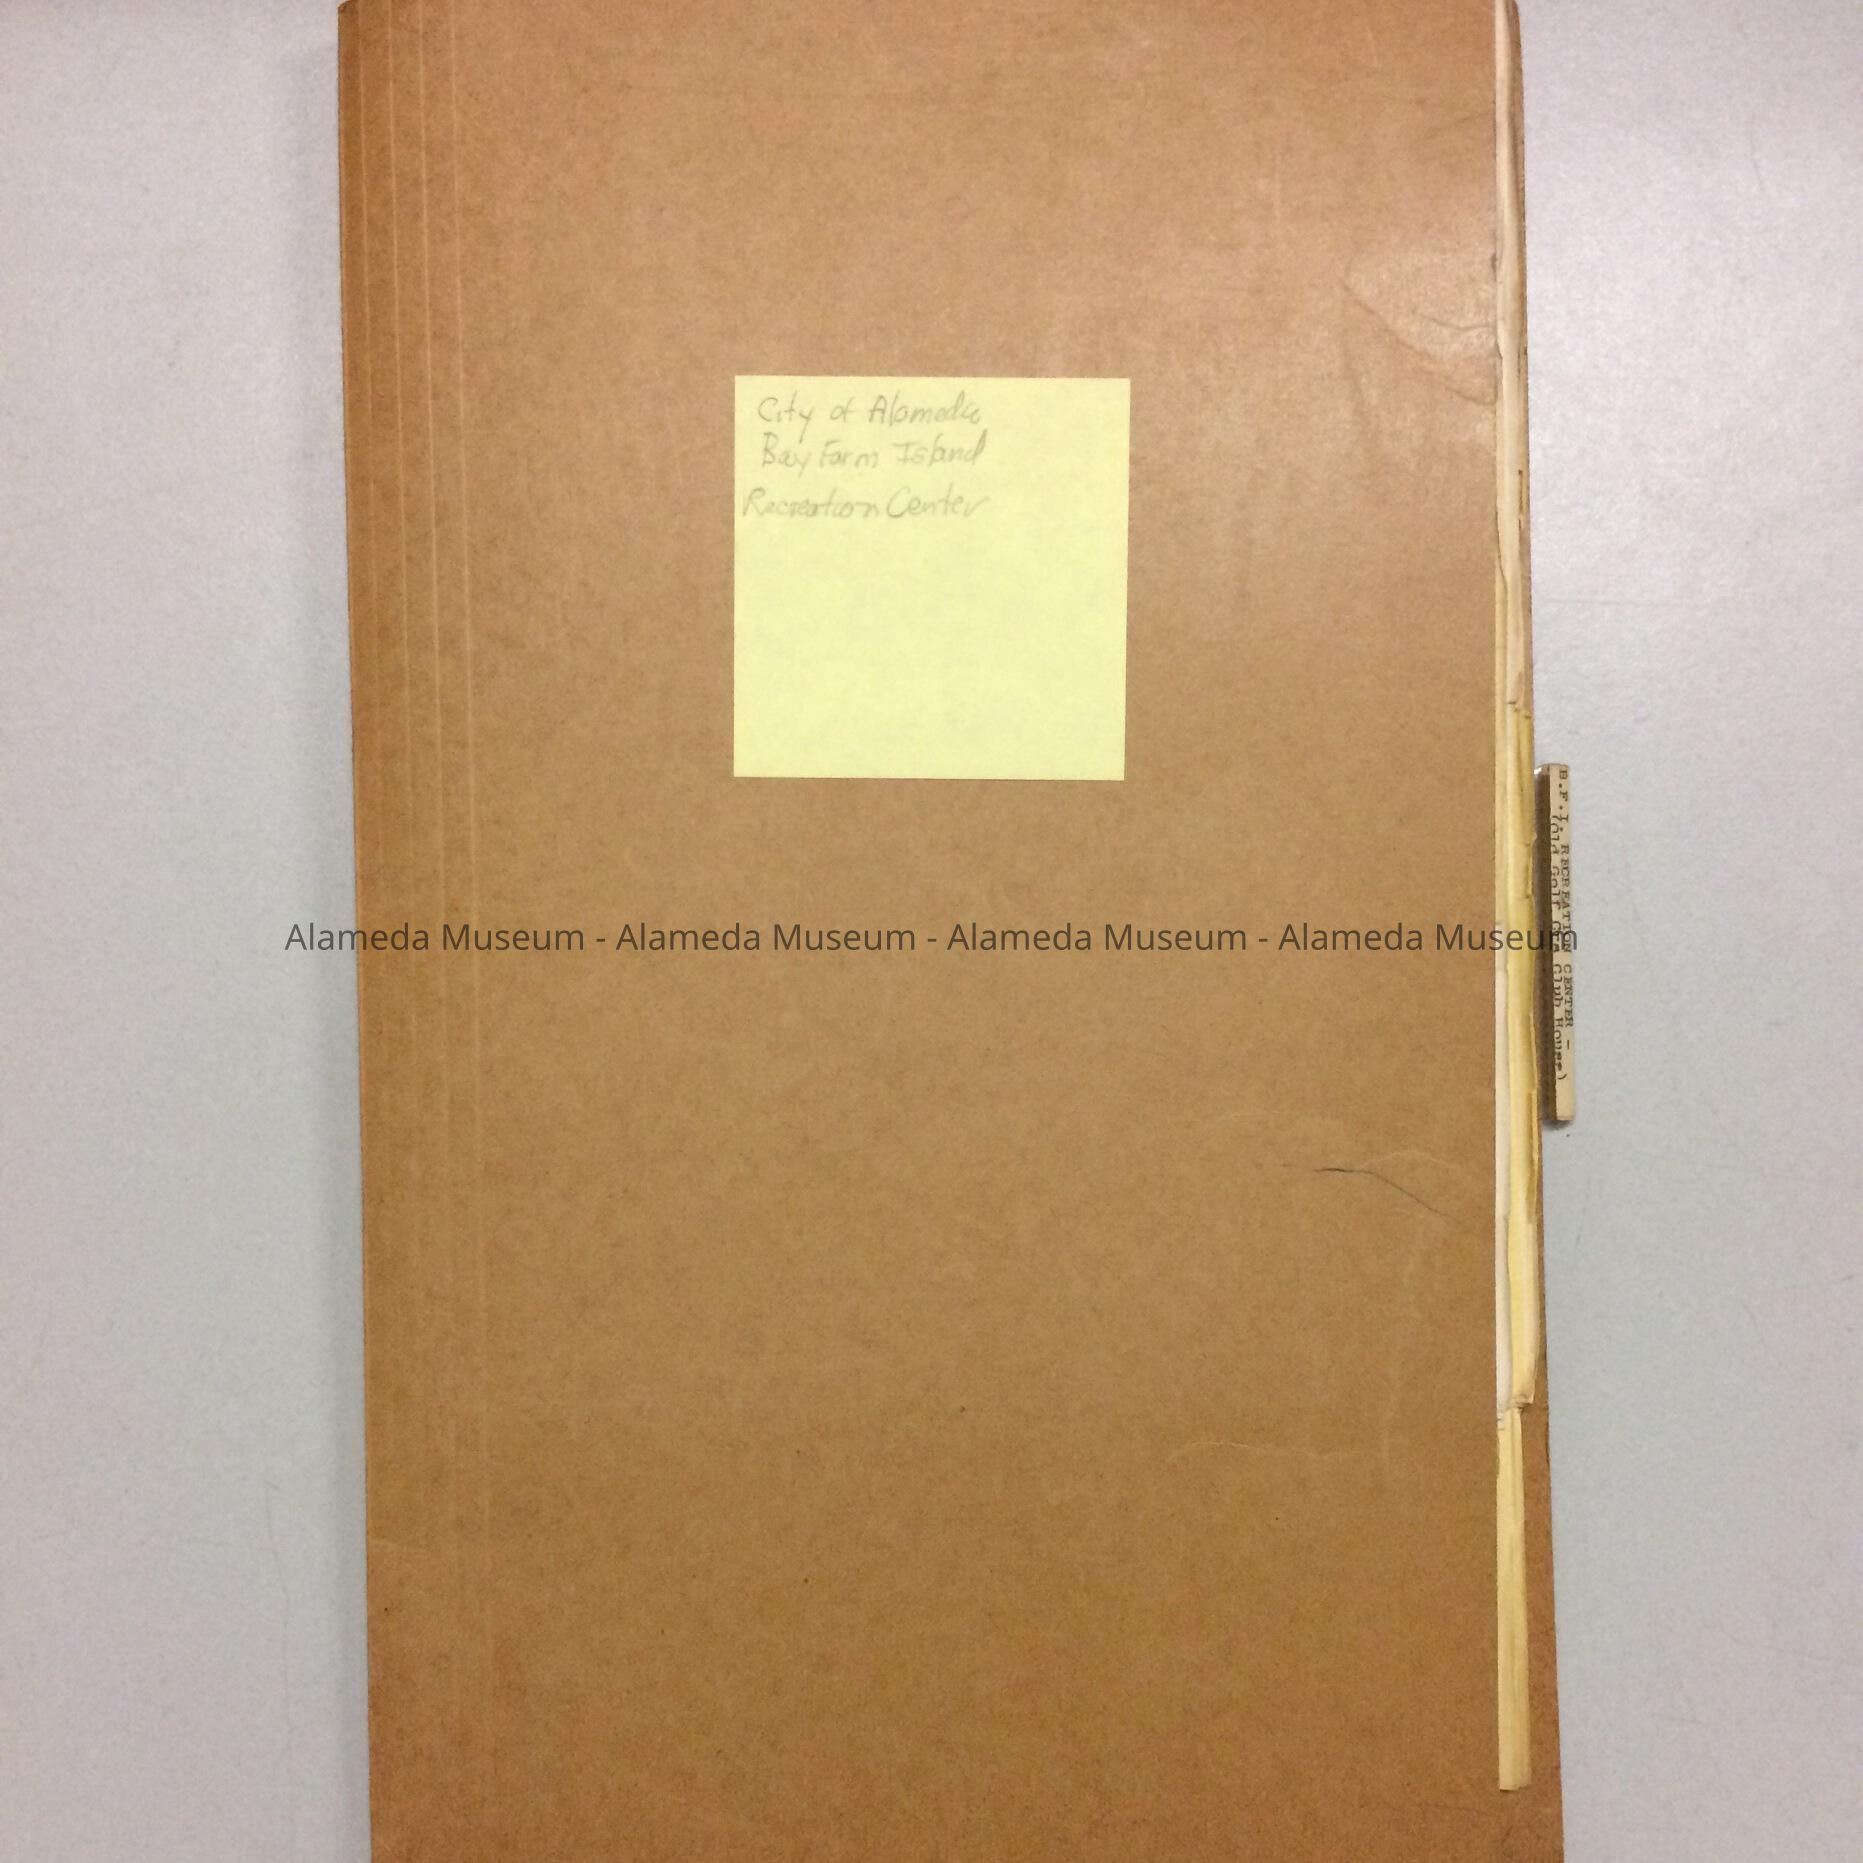 City of Alameda
Bay Farm Island
Recreation Center
B.F.I. RECREATION CENTER -
(Old Golf Club House)
Alameda Museum - Alameda Museum - Alameda Museum - Alameda Museum